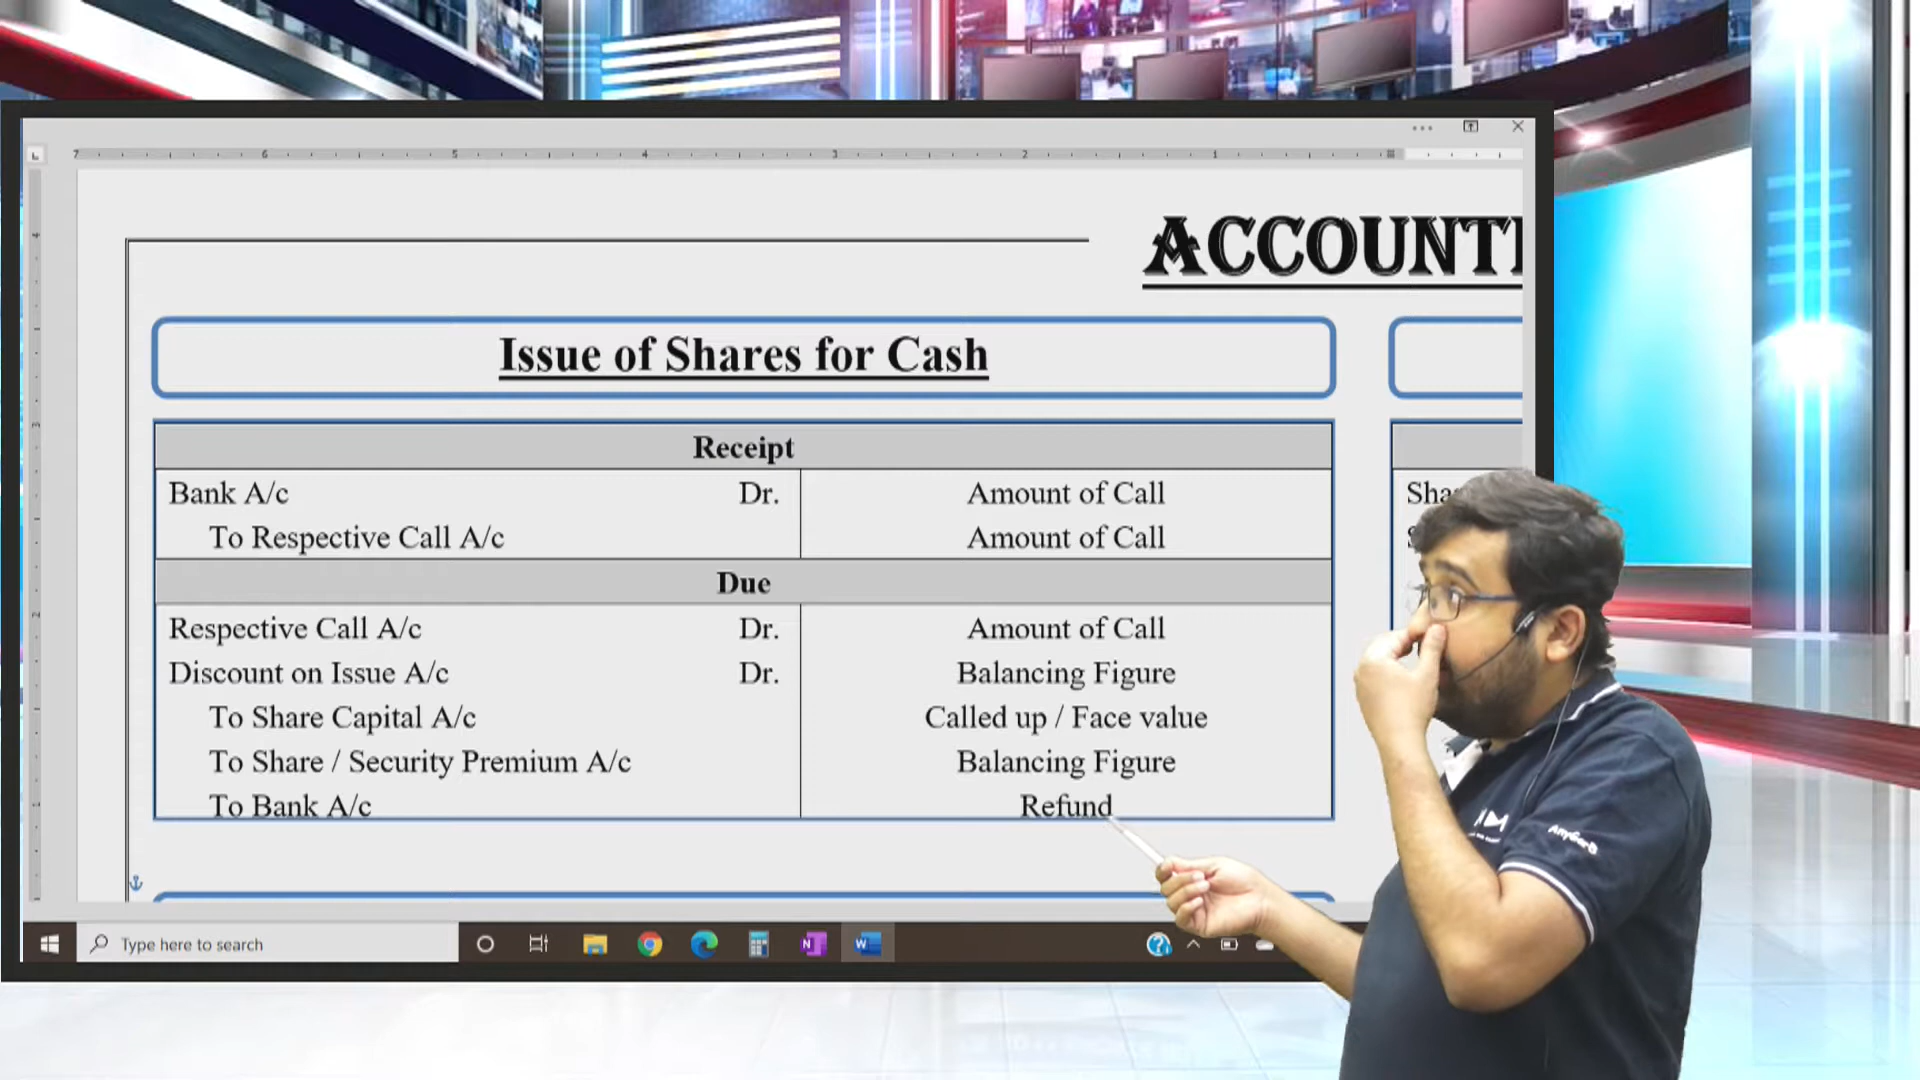 ACCOUNT
Issue of Shares for Cash
Receipt
Bank A/c Dr. Amount of Call
To Respective Call A/c Amount of Call
Due
Respective Call A/c Dr. Amount of Call
Discount on Issue A/c Dr. Balancing Figure
To Share Capital A/c Called up / Face value
To Share / Security Premium A/c Balancing Figure
To Bank A/c Refund
Type here to search